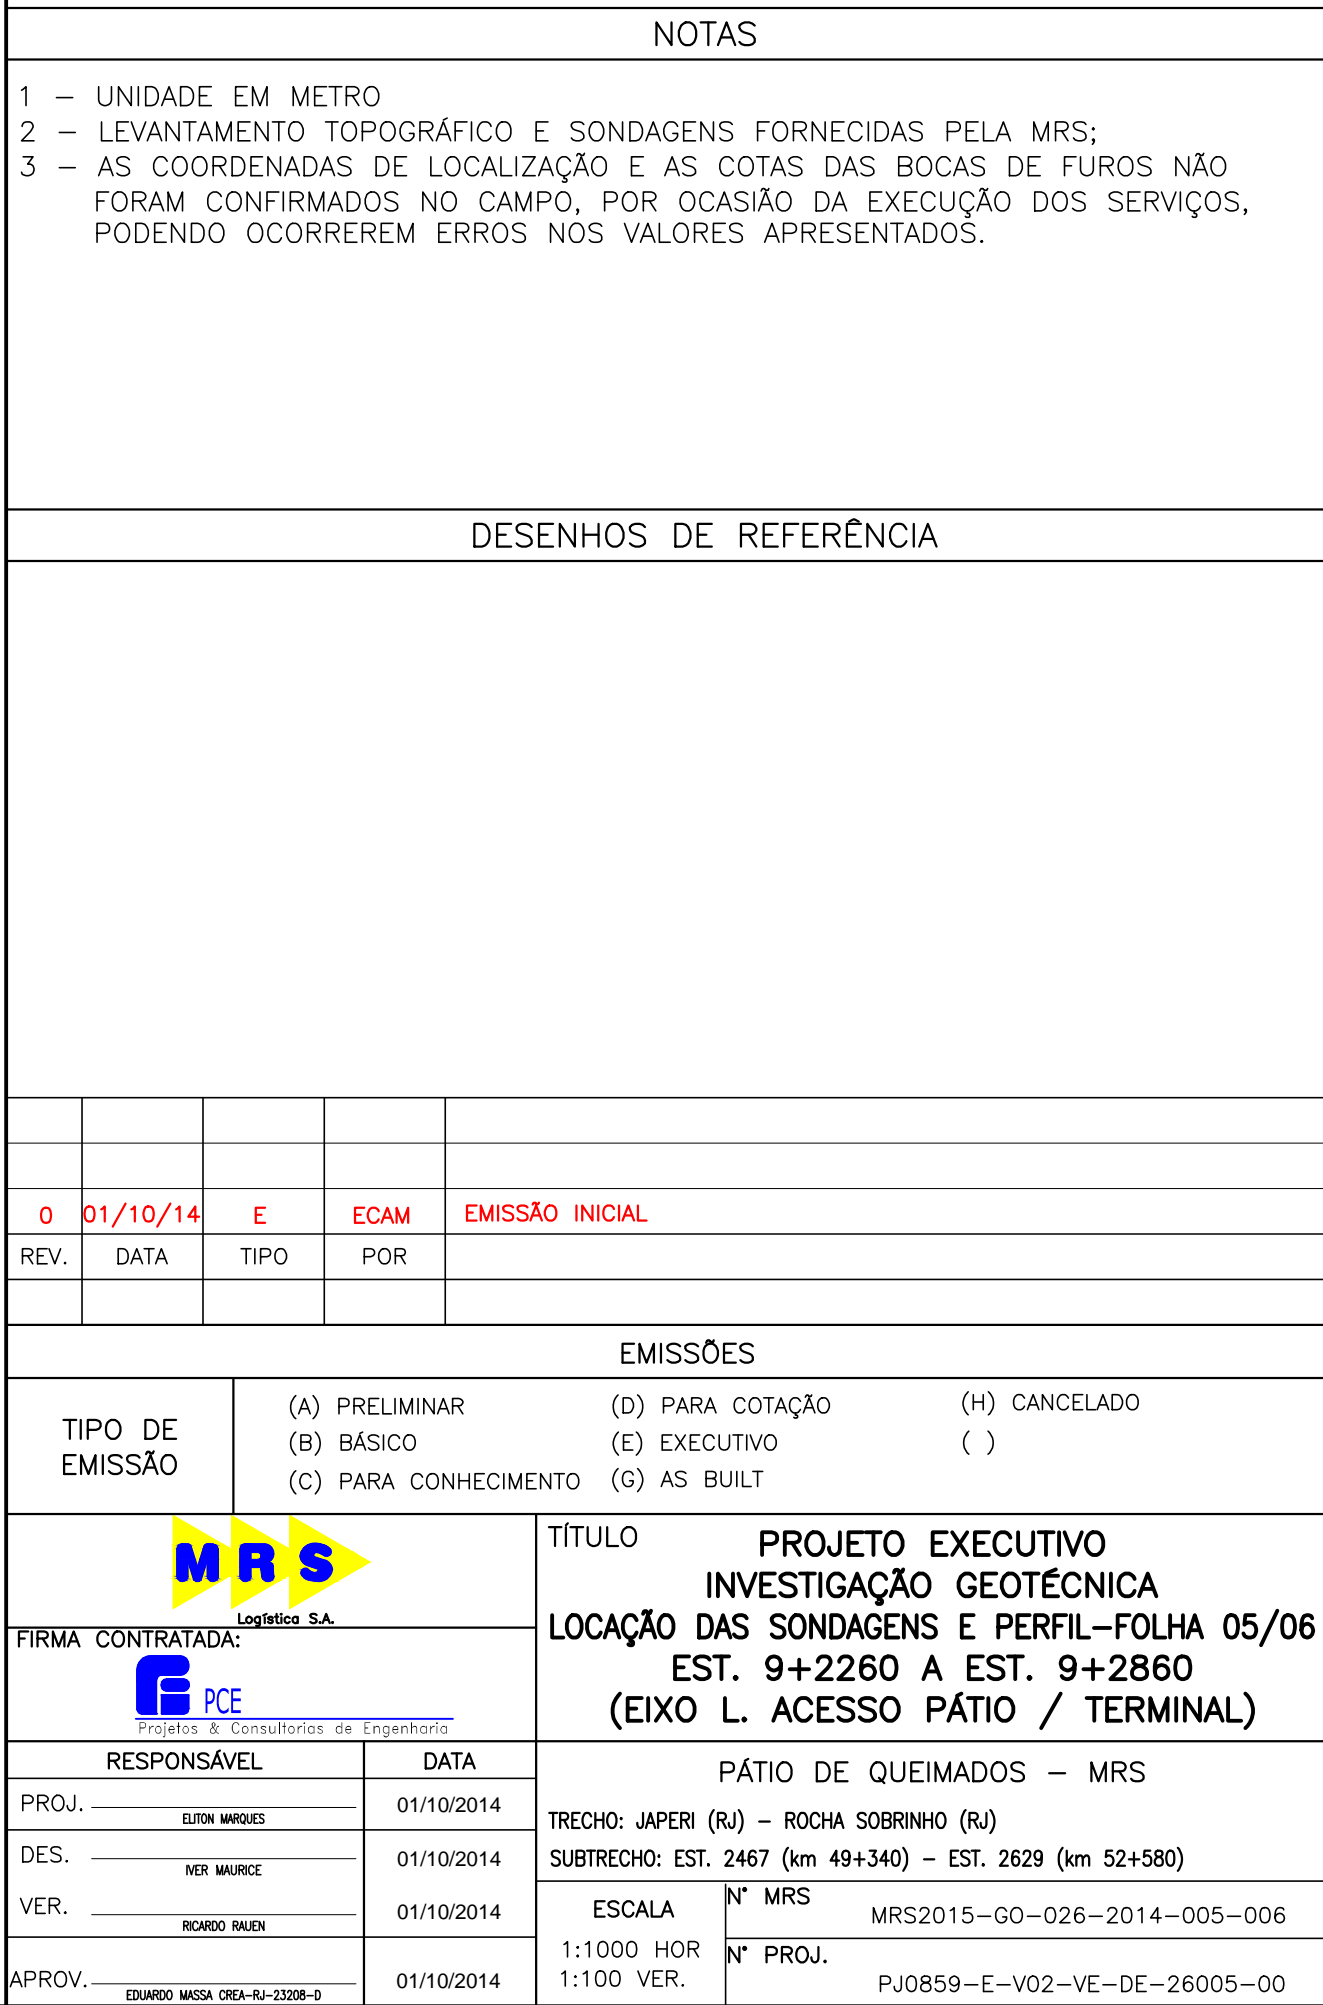 NOTAS
1 – UNIDADE EM METRO
2 – LEVANTAMENTO TOPOGRÁFICO E SONDAGENS FORNECIDAS PELA MRS;
3 – AS COORDENADAS DE LOCALIZAÇÃO E AS COTAS DAS BOCAS DE FUROS NÃO
FORAM CONFIRMADOS NO CAMPO, POR OCASIÃO DA EXECUÇÃO DOS SERVIÇOS,
PODENDO OCORREREM ERROS NOS VALORES APRESENTADOS.
DESENHOS DE REFERÊNCIA
0 01/10/14 E ECAM EMISSÃO INICIAL
REV. DATA TIPO POR
EMISSÕES
TIPO DE
EMISSÃO
(A) PRELIMINAR (D) PARA COTAÇÃO (H) CANCELADO
(B) BÁSICO (E) EXECUTIVO ( )
(C) PARA CONHECIMENTO (G) AS BUILT
MRS
Logística S.A.
FIRMA CONTRATADA:
PCE
Projetos & Consultorias de Engenharia
TÍTULO
PROJETO EXECUTIVO
INVESTIGAÇÃO GEOTÉCNICA
LOCAÇÃO DAS SONDAGENS E PERFIL–FOLHA 05/06
EST. 9+2260 A EST. 9+2860
(EIXO L. ACESSO PÁTIO / TERMINAL)
RESPONSÁVEL DATA
PROJ. ELITON MARQUES 01/10/2014
DES. IVER MAURICE 01/10/2014
VER. RICARDO RAUEN 01/10/2014
APROV. EDUARDO MASSA CREA–RJ–23208–D 01/10/2014
PÁTIO DE QUEIMADOS – MRS
TRECHO: JAPERI (RJ) – ROCHA SOBRINHO (RJ)
SUBTRECHO: EST. 2467 (km 49+340) – EST. 2629 (km 52+580)
ESCALA
1:1000 HOR
1:100 VER.
N° MRS
MRS2015–GO–026–2014–005–006
N° PROJ.
PJ0859–E–V02–VE–DE–26005–00